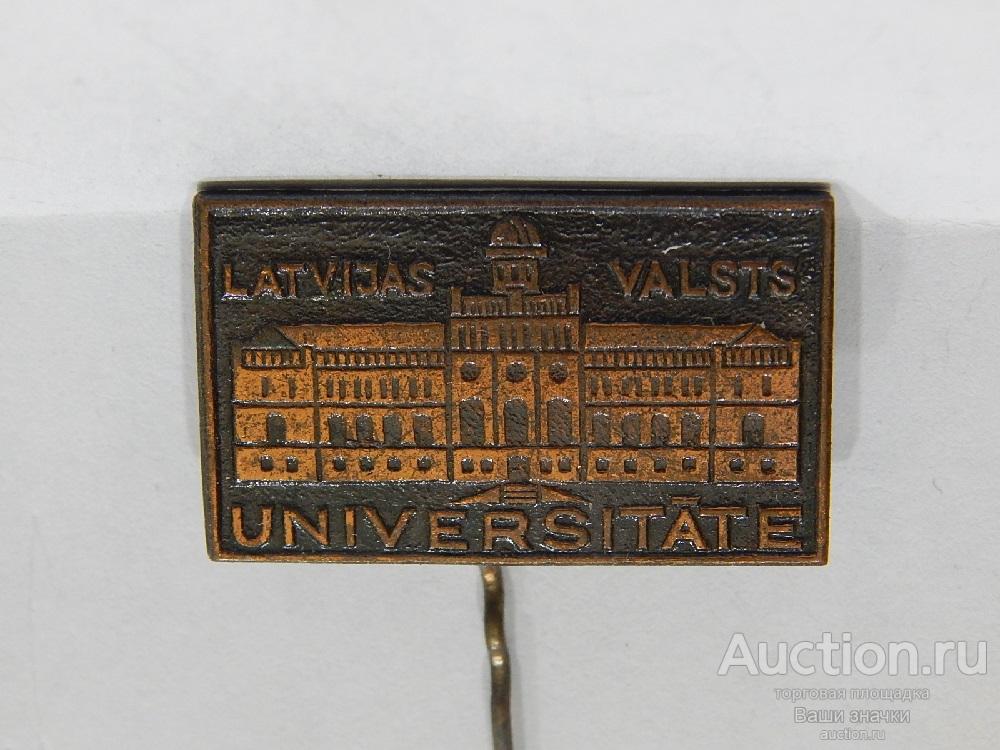 LATVIJAS VALSTS
UNIVERSITĀTE
Auction.ru
торговая площадка
Ваши значки
auction.ru